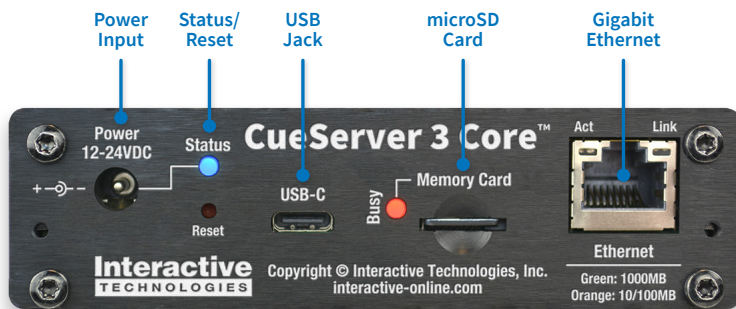 Power
Input
Status/
Reset
USB
Jack
microSD
Card
Gigabit
Ethernet
Power
12-24VDC
Status
CueServer 3 Core™
Act
Link
+
-
USB-C
Busy
Memory Card
Reset
Ethernet
Interactive
TECHNOLOGIES
Copyright © Interactive Technologies, Inc.
interactive-online.com
Green: 1000MB
Orange: 10/100MB